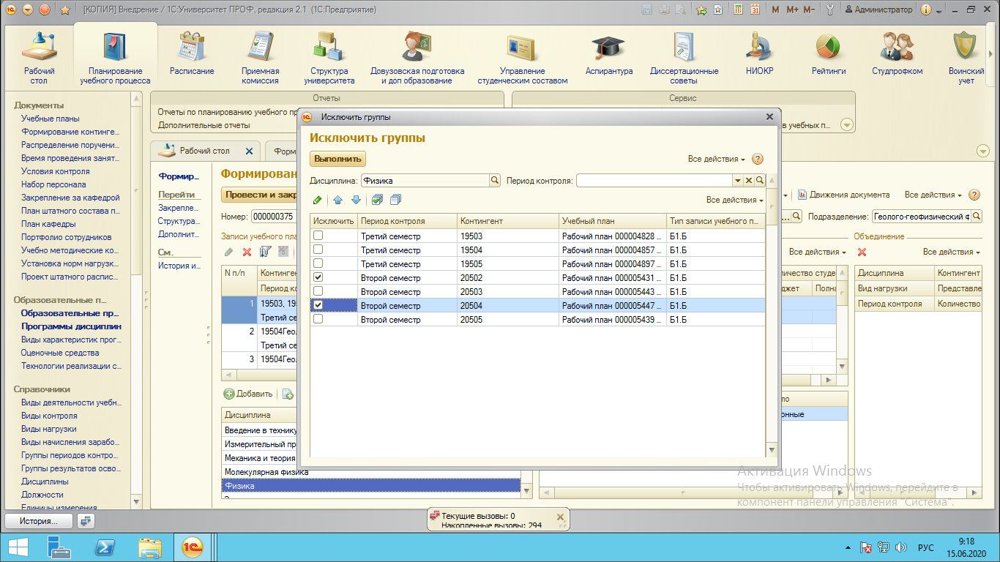 [КОПИЯ] Внедрение / 1С:Университет ПРОФ, редакция 2.1 (1С:Предприятие)
M M+ M-
Администратор
Рабочий
стол
Планирование
учебного процесса
Расписание
Приемная
комиссия
Структура
университета
Довузовская подготовка
и доп образование
Управление
студенческим составом
Аспирантура
Диссертационные
советы
НИОКР
Рейтинги
Студпрофком
Воинский
учет
Документы
Учебные планы
Формирование континге...
Распределение поручени...
Время проведения занят...
Условия контроля
Набор персонала
Закрепление за кафедрой
План штатного состава п...
План кафедры
Портфолио сотрудников
Учебно методические ко...
Установка норм нагрузк...
Проект штатного распис...
Образовательные п...
Образовательные пр...
Программы дисциплин
Виды характеристик прог...
Оценочные средства
Технологии реализации с...
Справочники
Виды деятельности учебн...
Виды контроля
Виды нагрузки
Виды начисления зарабо...
Группы периодов контро...
Группы результатов осво...
Дисциплины
Должности
Единицы измерения
Отчеты
Отчеты по планированию учебного пр
Дополнительные отчеты
Сервис
в учебных п...
Рабочий стол
Форм
Формир...
Перейти
Закрепле...
Структура...
Дополнит...
См.
История и...
Формирован
Провести и закр
Номер: 000000375
Записи учебного пла
N п/п
Континген
Период ко
1 19503, 195
Третий се
2 19504Геол
Третий се
3 19504Геол
Добавить
Дисциплина
Введение в технику
Измерительный пр
Механика и теория
Молекулярная физика
Физика
Исключить группы
Исключить группы
Выполнить
Все действия
Дисциплина: Физика
Период контроля:
Все действия
Исключить Период контроля Контингент Учебный план Тип записи учебного п...
Третий семестр 19503 Рабочий план 000004828 ... Б1.Б
Третий семестр 19504 Рабочий план 000004857 ... Б1.Б
Третий семестр 19505 Рабочий план 000004897 ... Б1.Б
Второй семестр 20502 Рабочий план 000005431 ... Б1.Б
Второй семестр 20503 Рабочий план 000005443 ... Б1.Б
Второй семестр 20504 Рабочий план 000005447 ... Б1.Б
Второй семестр 20505 Рабочий план 000005439 ... Б1.Б
Движения документа
Все действия
Подразделение: Геолого-геофизический ф
Все действия
оличество студе
джет Полна
ло
онные
Объединение
Все действия
Дисциплина Контингент
Вид нагрузки Представле
Период контроля Количество
Активация Windows
Чтобы активировать Windows, перейдите в
компонент панели управления "Система".
История...
Текущие вызовы: 0
Накопленные вызовы: 294
РУС
9:18
15.06.2020